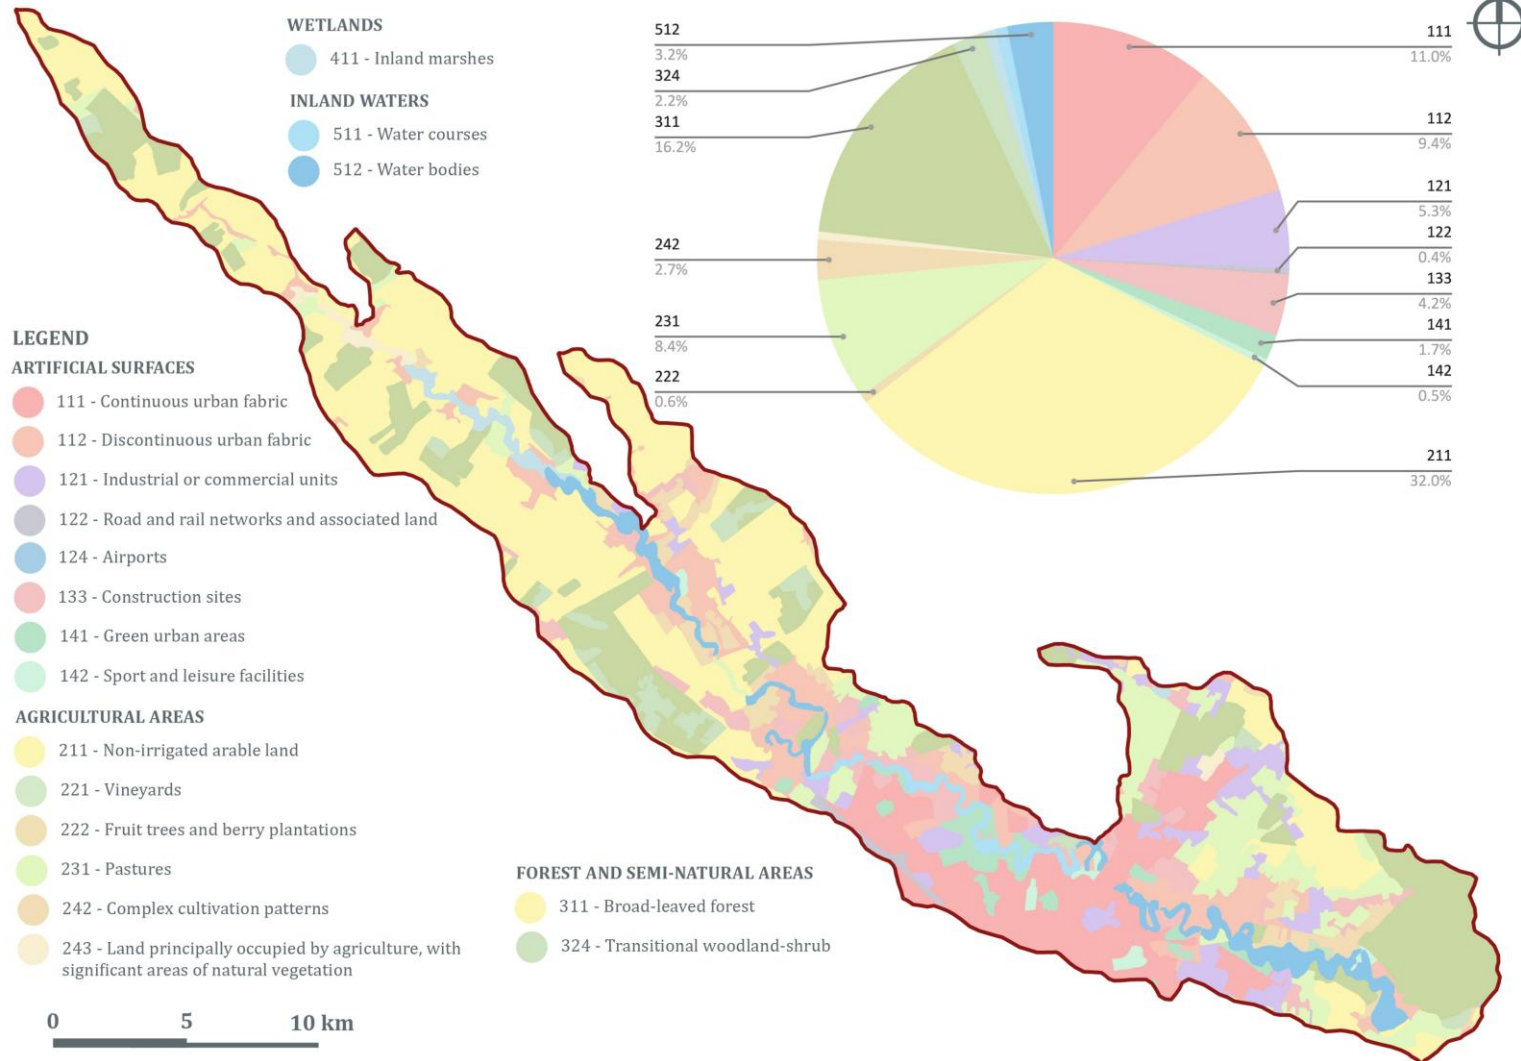 WETLANDS
411 - Inland marshes
INLAND WATERS
511 - Water courses
512 - Water bodies
LEGEND
ARTIFICIAL SURFACES
111 - Continuous urban fabric
112 - Discontinuous urban fabric
121 - Industrial or commercial units
122 - Road and rail networks and associated land
124 - Airports
133 - Construction sites
141 - Green urban areas
142 - Sport and leisure facilities
AGRICULTURAL AREAS
211 - Non-irrigated arable land
221 - Vineyards
222 - Fruit trees and berry plantations
231 - Pastures
242 - Complex cultivation patterns
243 - Land principally occupied by agriculture, with
significant areas of natural vegetation
0 5 10 km
FOREST AND SEMI-NATURAL AREAS
311 - Broad-leaved forest
324 - Transitional woodland-shrub
512
3.2%
324
2.2%
311
16.2%
242
2.7%
231
8.4%
222
0.6%
111
11.0%
112
9.4%
121
5.3%
122
0.4%
133
4.2%
141
1.7%
142
0.5%
211
32.0%